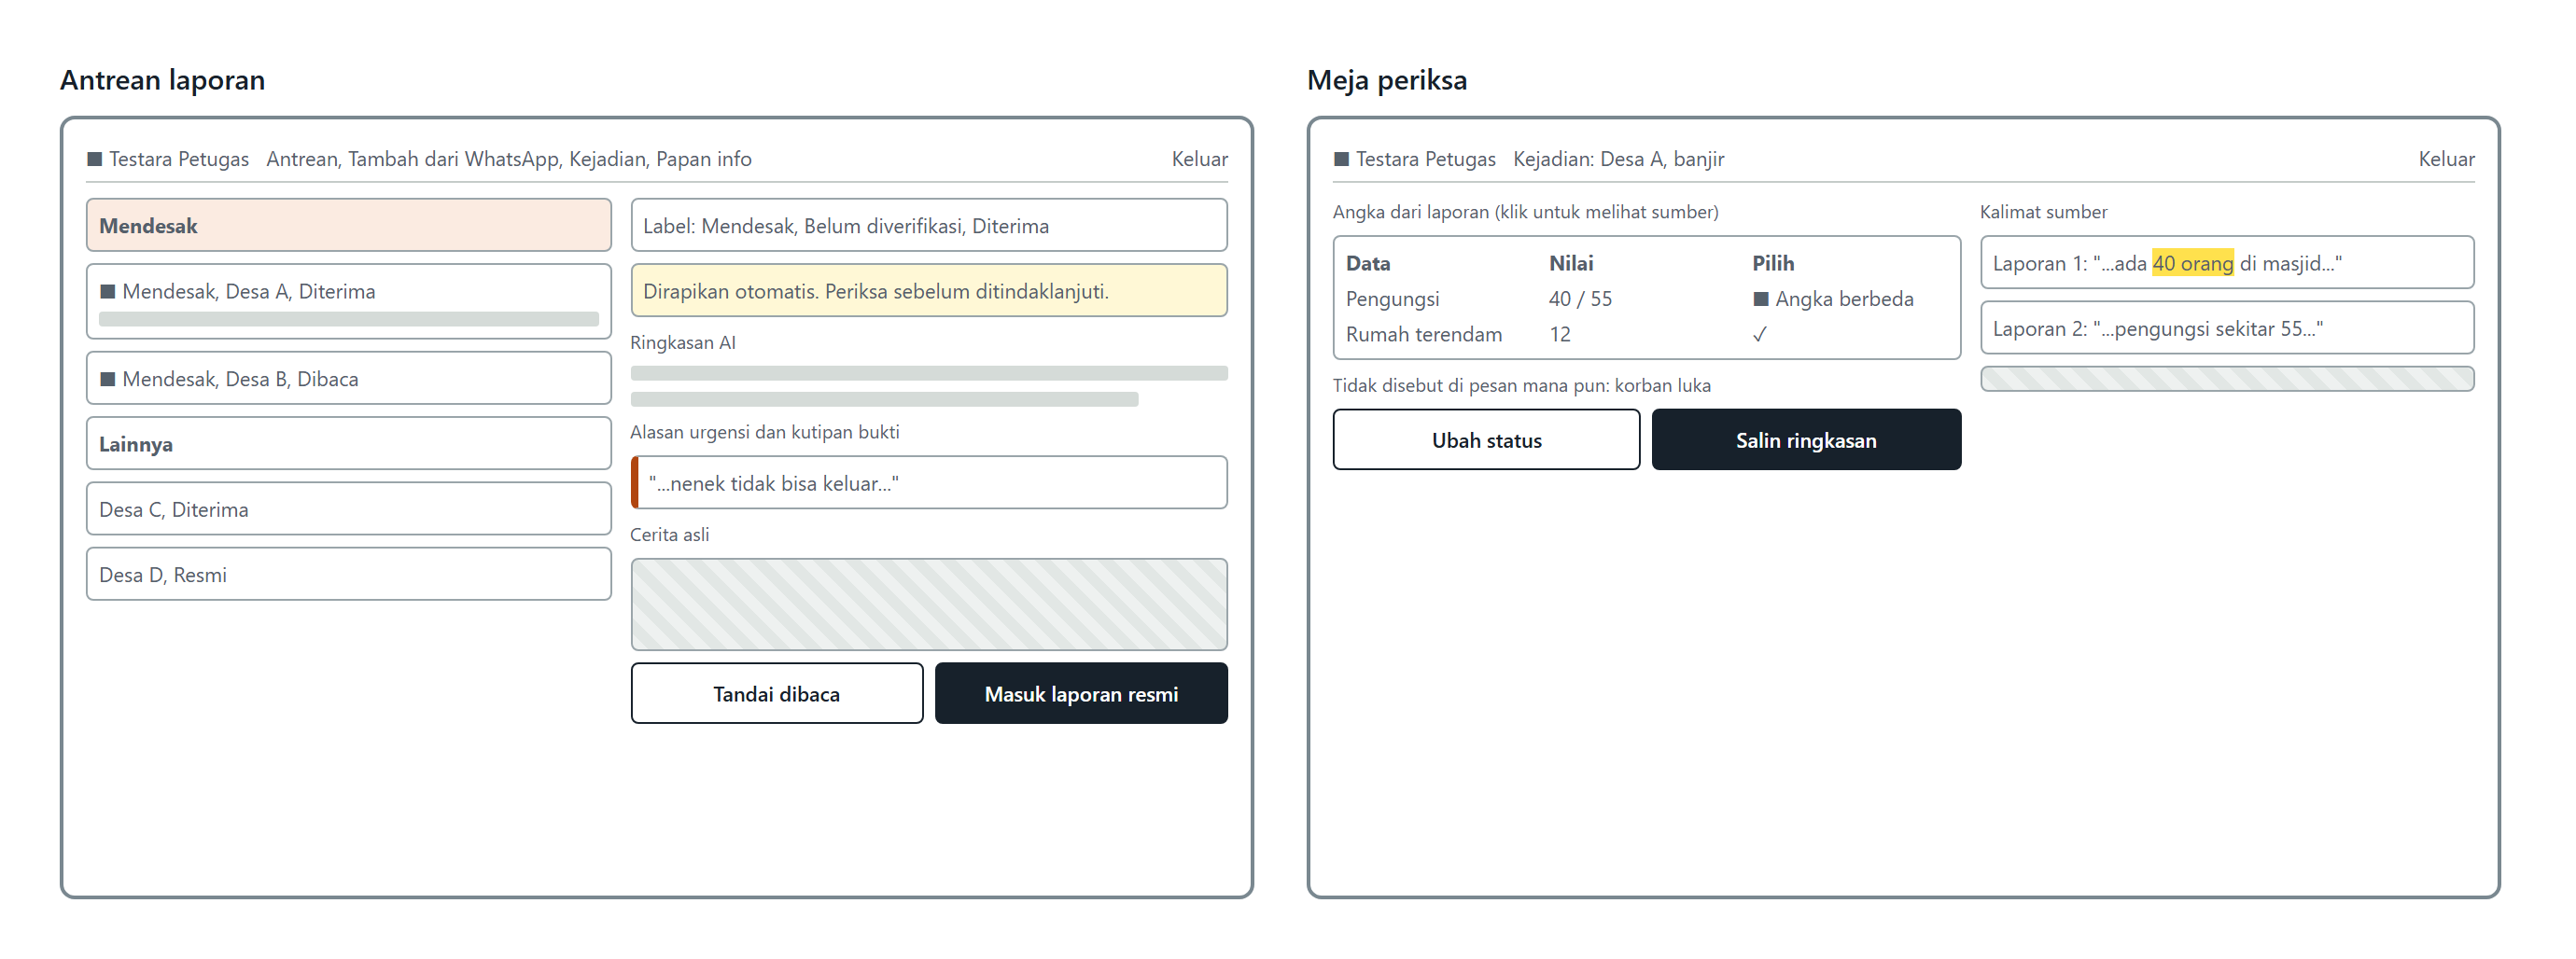 Antrean laporan
■ Testara Petugas Antrean, Tambah dari WhatsApp, Kejadian, Papan info Keluar
Mendesak
■ Mendesak, Desa A, Diterima
■ Mendesak, Desa B, Dibaca
Lainnya
Desa C, Diterima
Desa D, Resmi
Label: Mendesak, Belum diverifikasi, Diterima
Dirapikan otomatis. Periksa sebelum ditindaklanjuti.
Ringkasan AI
Alasan urgensi dan kutipan bukti
"...nenek tidak bisa keluar..."
Cerita asli
Tandai dibaca
Masuk laporan resmi
Meja periksa
■ Testara Petugas Kejadian: Desa A, banjir Keluar
Angka dari laporan (klik untuk melihat sumber)
Data Nilai Pilih
Pengungsi 40 / 55 ■ Angka berbeda
Rumah terendam 12 ✓
Tidak disebut di pesan mana pun: korban luka
Ubah status
Salin ringkasan
Kalimat sumber
Laporan 1: "...ada 40 orang di masjid..."
Laporan 2: "...pengungsi sekitar 55..."